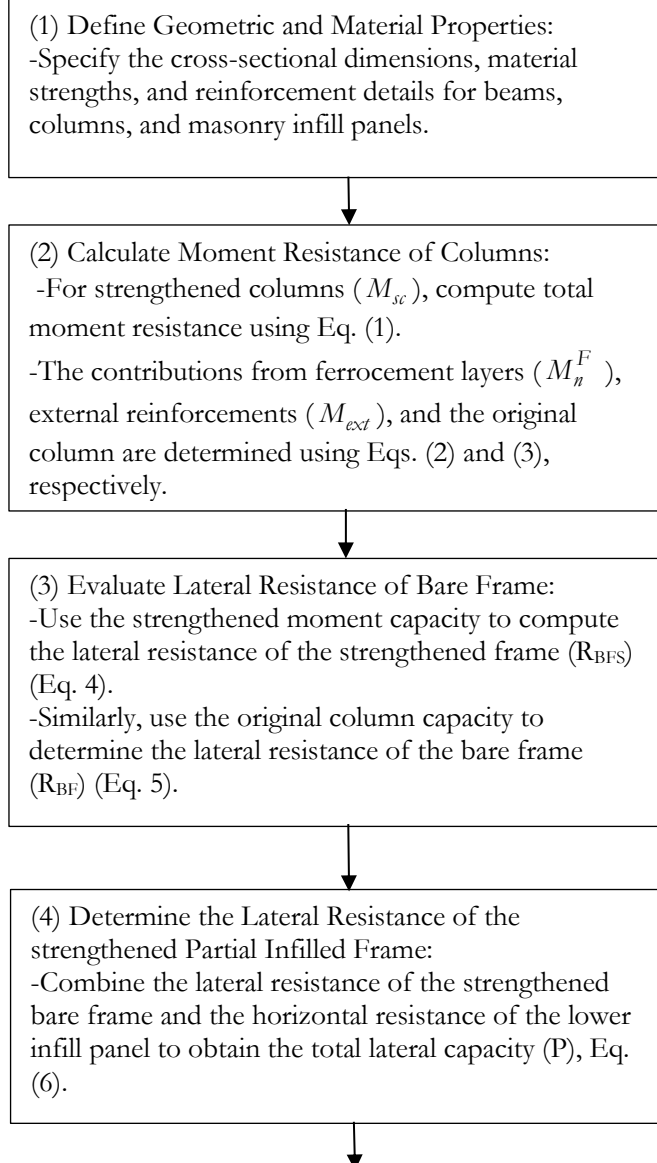 (1) Define Geometric and Material Properties:
-Specify the cross-sectional dimensions, material
strengths, and reinforcement details for beams,
columns, and masonry infill panels.
(2) Calculate Moment Resistance of Columns:
-For strengthened columns (M_sc), compute total
moment resistance using Eq. (1).
-The contributions from ferrocement layers (M_n^F),
external reinforcements (M_ext), and the original
column are determined using Eqs. (2) and (3),
respectively.
(3) Evaluate Lateral Resistance of Bare Frame:
-Use the strengthened moment capacity to compute
the lateral resistance of the strengthened frame (R_BFS)
(Eq. 4).
-Similarly, use the original column capacity to
determine the lateral resistance of the bare frame
(R_BF) (Eq. 5).
(4) Determine the Lateral Resistance of the
strengthened Partial Infilled Frame:
-Combine the lateral resistance of the strengthened
bare frame and the horizontal resistance of the lower
infill panel to obtain the total lateral capacity (P), Eq.
(6).